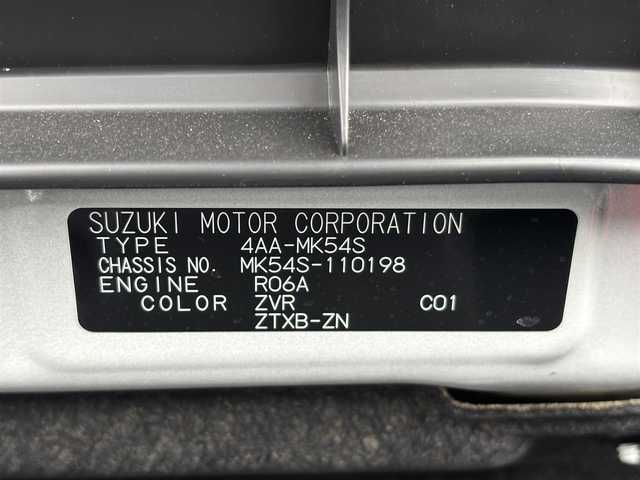 SUZUKI MOTOR CORPORATION
TYPE 4AA-MK54S
CHASSIS NO. MK54S-110198
ENGINE R06A
COLOR ZVR C01
ZTXB-ZN